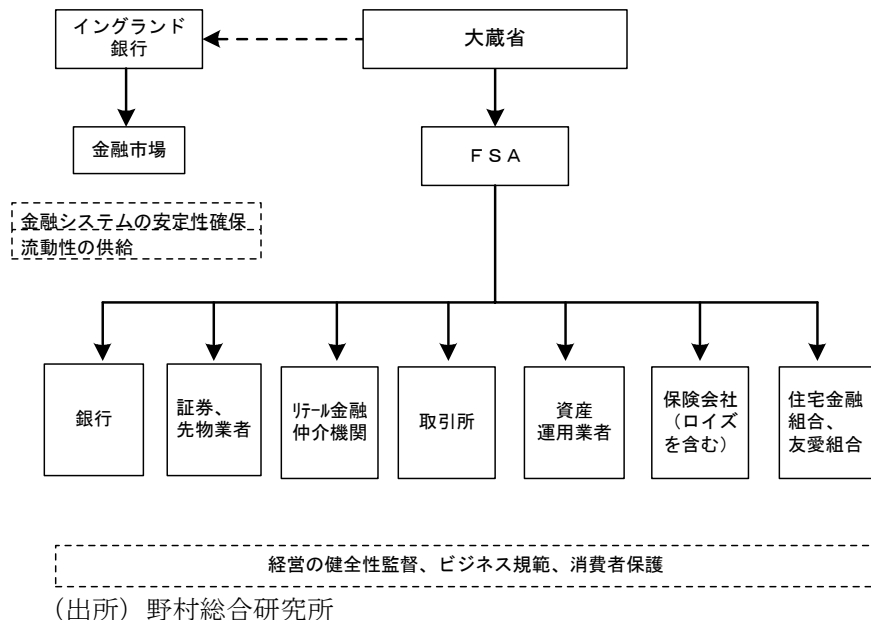 イングランド
銀行
大蔵省
金融市場
ＦＳＡ
金融システムの安定性確保
流動性の供給
銀行
証券、
先物業者
ﾘﾃｰﾙ金融
仲介機関
取引所
資産
運用業者
保険会社
（ロイズ
を含む）
住宅金融
組合、
友愛組合
経営の健全性監督、ビジネス規範、消費者保護
（出所）野村総合研究所